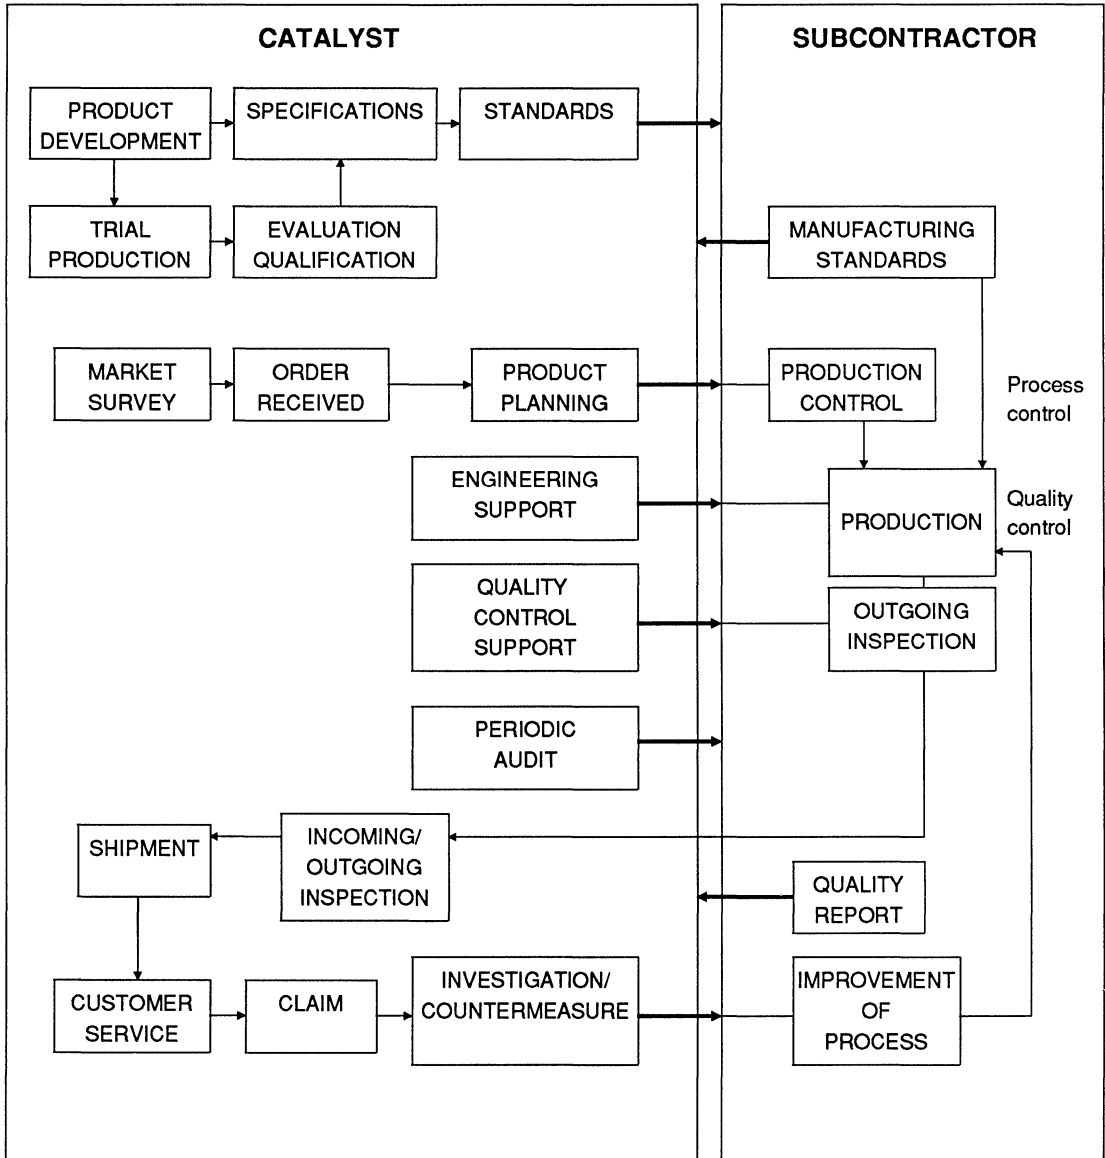 CATALYST
SUBCONTRACTOR
PRODUCT
DEVELOPMENT
SPECIFICATIONS
STANDARDS
TRIAL
PRODUCTION
EVALUATION
QUALIFICATION
MANUFACTURING
STANDARDS
MARKET
SURVEY
ORDER
RECEIVED
PRODUCT
PLANNING
PRODUCTION
CONTROL
Process
control
ENGINEERING
SUPPORT
PRODUCTION
Quality
control
QUALITY
CONTROL
SUPPORT
OUTGOING
INSPECTION
PERIODIC
AUDIT
SHIPMENT
INCOMING/
OUTGOING
INSPECTION
QUALITY
REPORT
CUSTOMER
SERVICE
CLAIM
INVESTIGATION/
COUNTERMEASURE
IMPROVEMENT
OF
PROCESS